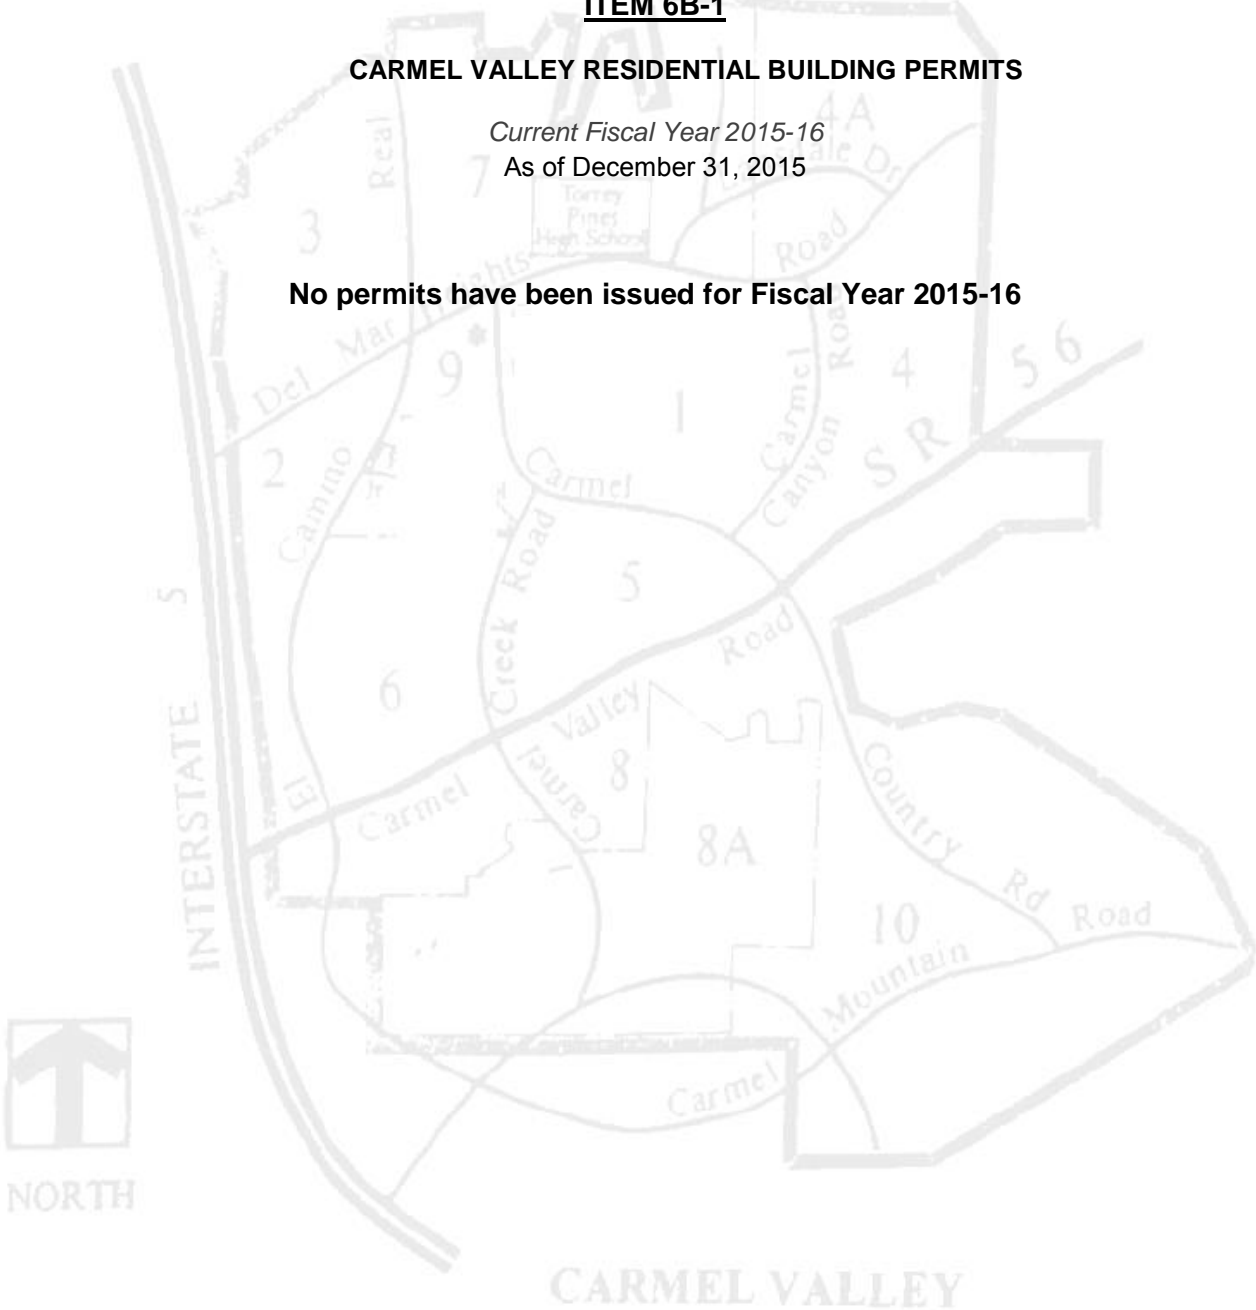 ITEM 6B-1
CARMEL VALLEY RESIDENTIAL BUILDING PERMITS
Current Fiscal Year 2015-16
As of December 31, 2015
No permits have been issued for Fiscal Year 2015-16
4A
Dr
Real
7
Torrey
Pines
High School
3
Road
Del Mar Heights
*
9
Carmel
Road
4
56
1
2
Camino
Carmel
Canyon
SR
Creek Road
5
5
Road
6
Valley
INTERSTATE
El
Carmel
Carmel
8
Country
8A
Rd
Road
10
Mountain
Carmel
NORTH
CARMEL VALLEY